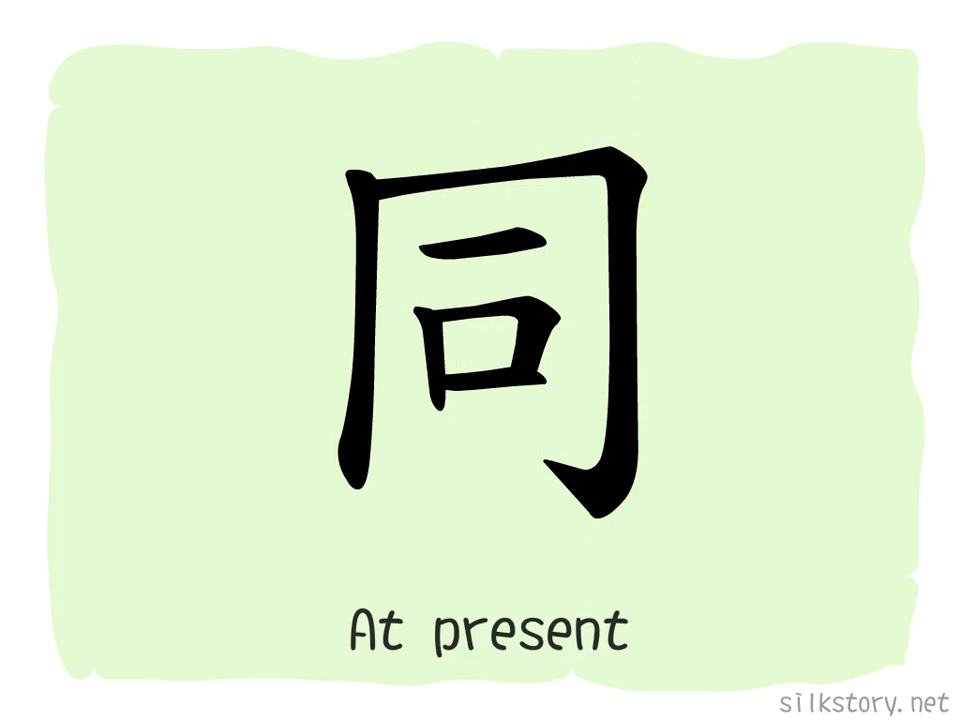 同
At present
silkstory.net